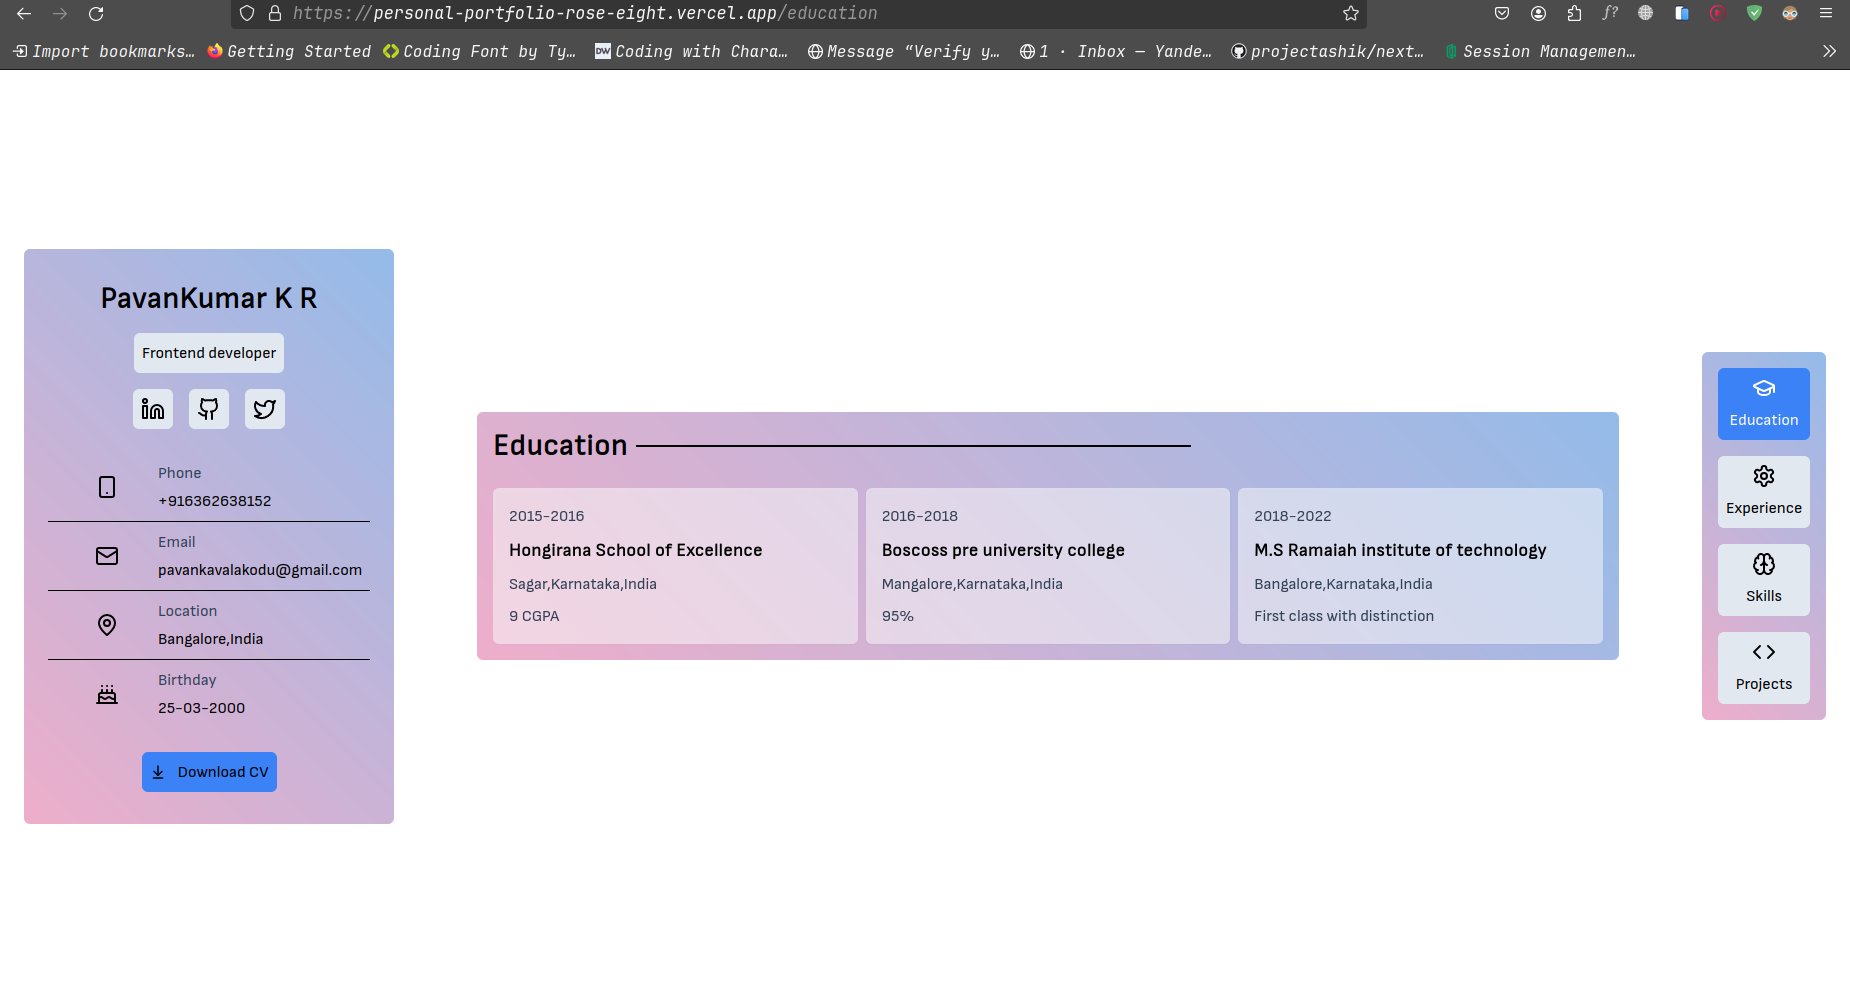 https://personal-portfolio-rose-eight.vercel.app/education
Import bookmarks… Getting Started Coding Font by Ty… DW Coding with Chara… Message “Verify y… 1 · Inbox — Yande… projectashik/next… Session Managemen…
PavanKumar K R
Frontend developer
Phone
+916362638152
Email
pavankavalakodu@gmail.com
Location
Bangalore,India
Birthday
25-03-2000
Download CV
Education
2015-2016
Hongirana School of Excellence
Sagar,Karnataka,India
9 CGPA
2016-2018
Boscoss pre university college
Mangalore,Karnataka,India
95%
2018-2022
M.S Ramaiah institute of technology
Bangalore,Karnataka,India
First class with distinction
Education
Experience
Skills
Projects